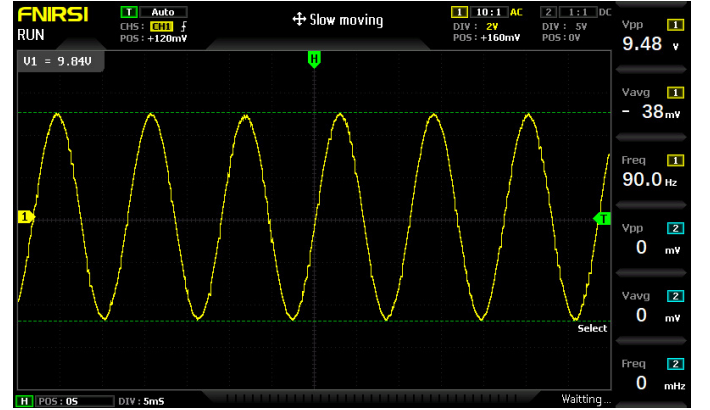 FNIRSI
RUN
T Auto
CHS: CH1
POS: +120mV
Slow moving
1 10:1 AC
DIV: 2V
POS: +160mV
2 1:1 DC
DIV: 5V
POS: 0V
V1 = 9.84V
H
1
T
Select
Vpp 1
9.48 V
Vavg 1
- 38mV
Freq 1
90.0 Hz
Vpp 2
0 mV
Vavg 2
0 mV
Freq 2
0 mHz
H POS: 0S DIV: 5mS
Waitting...